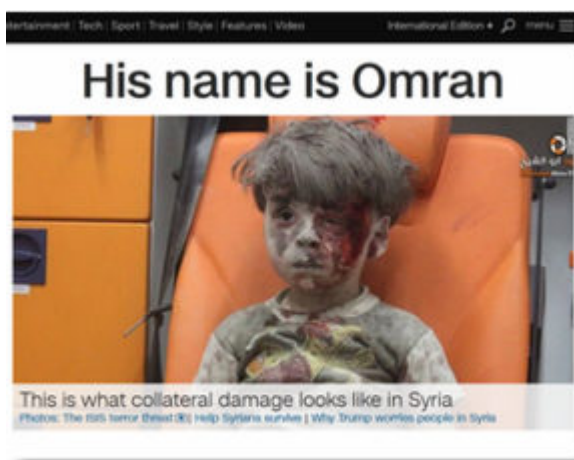 ntertainment | Tech | Sport | Travel | Style | Features | Video International Edition menu
His name is Omran
This is what collateral damage looks like in Syria
Photos: The ISIS terror threat | Help Syrians survive | Why Trump worries people in Syria